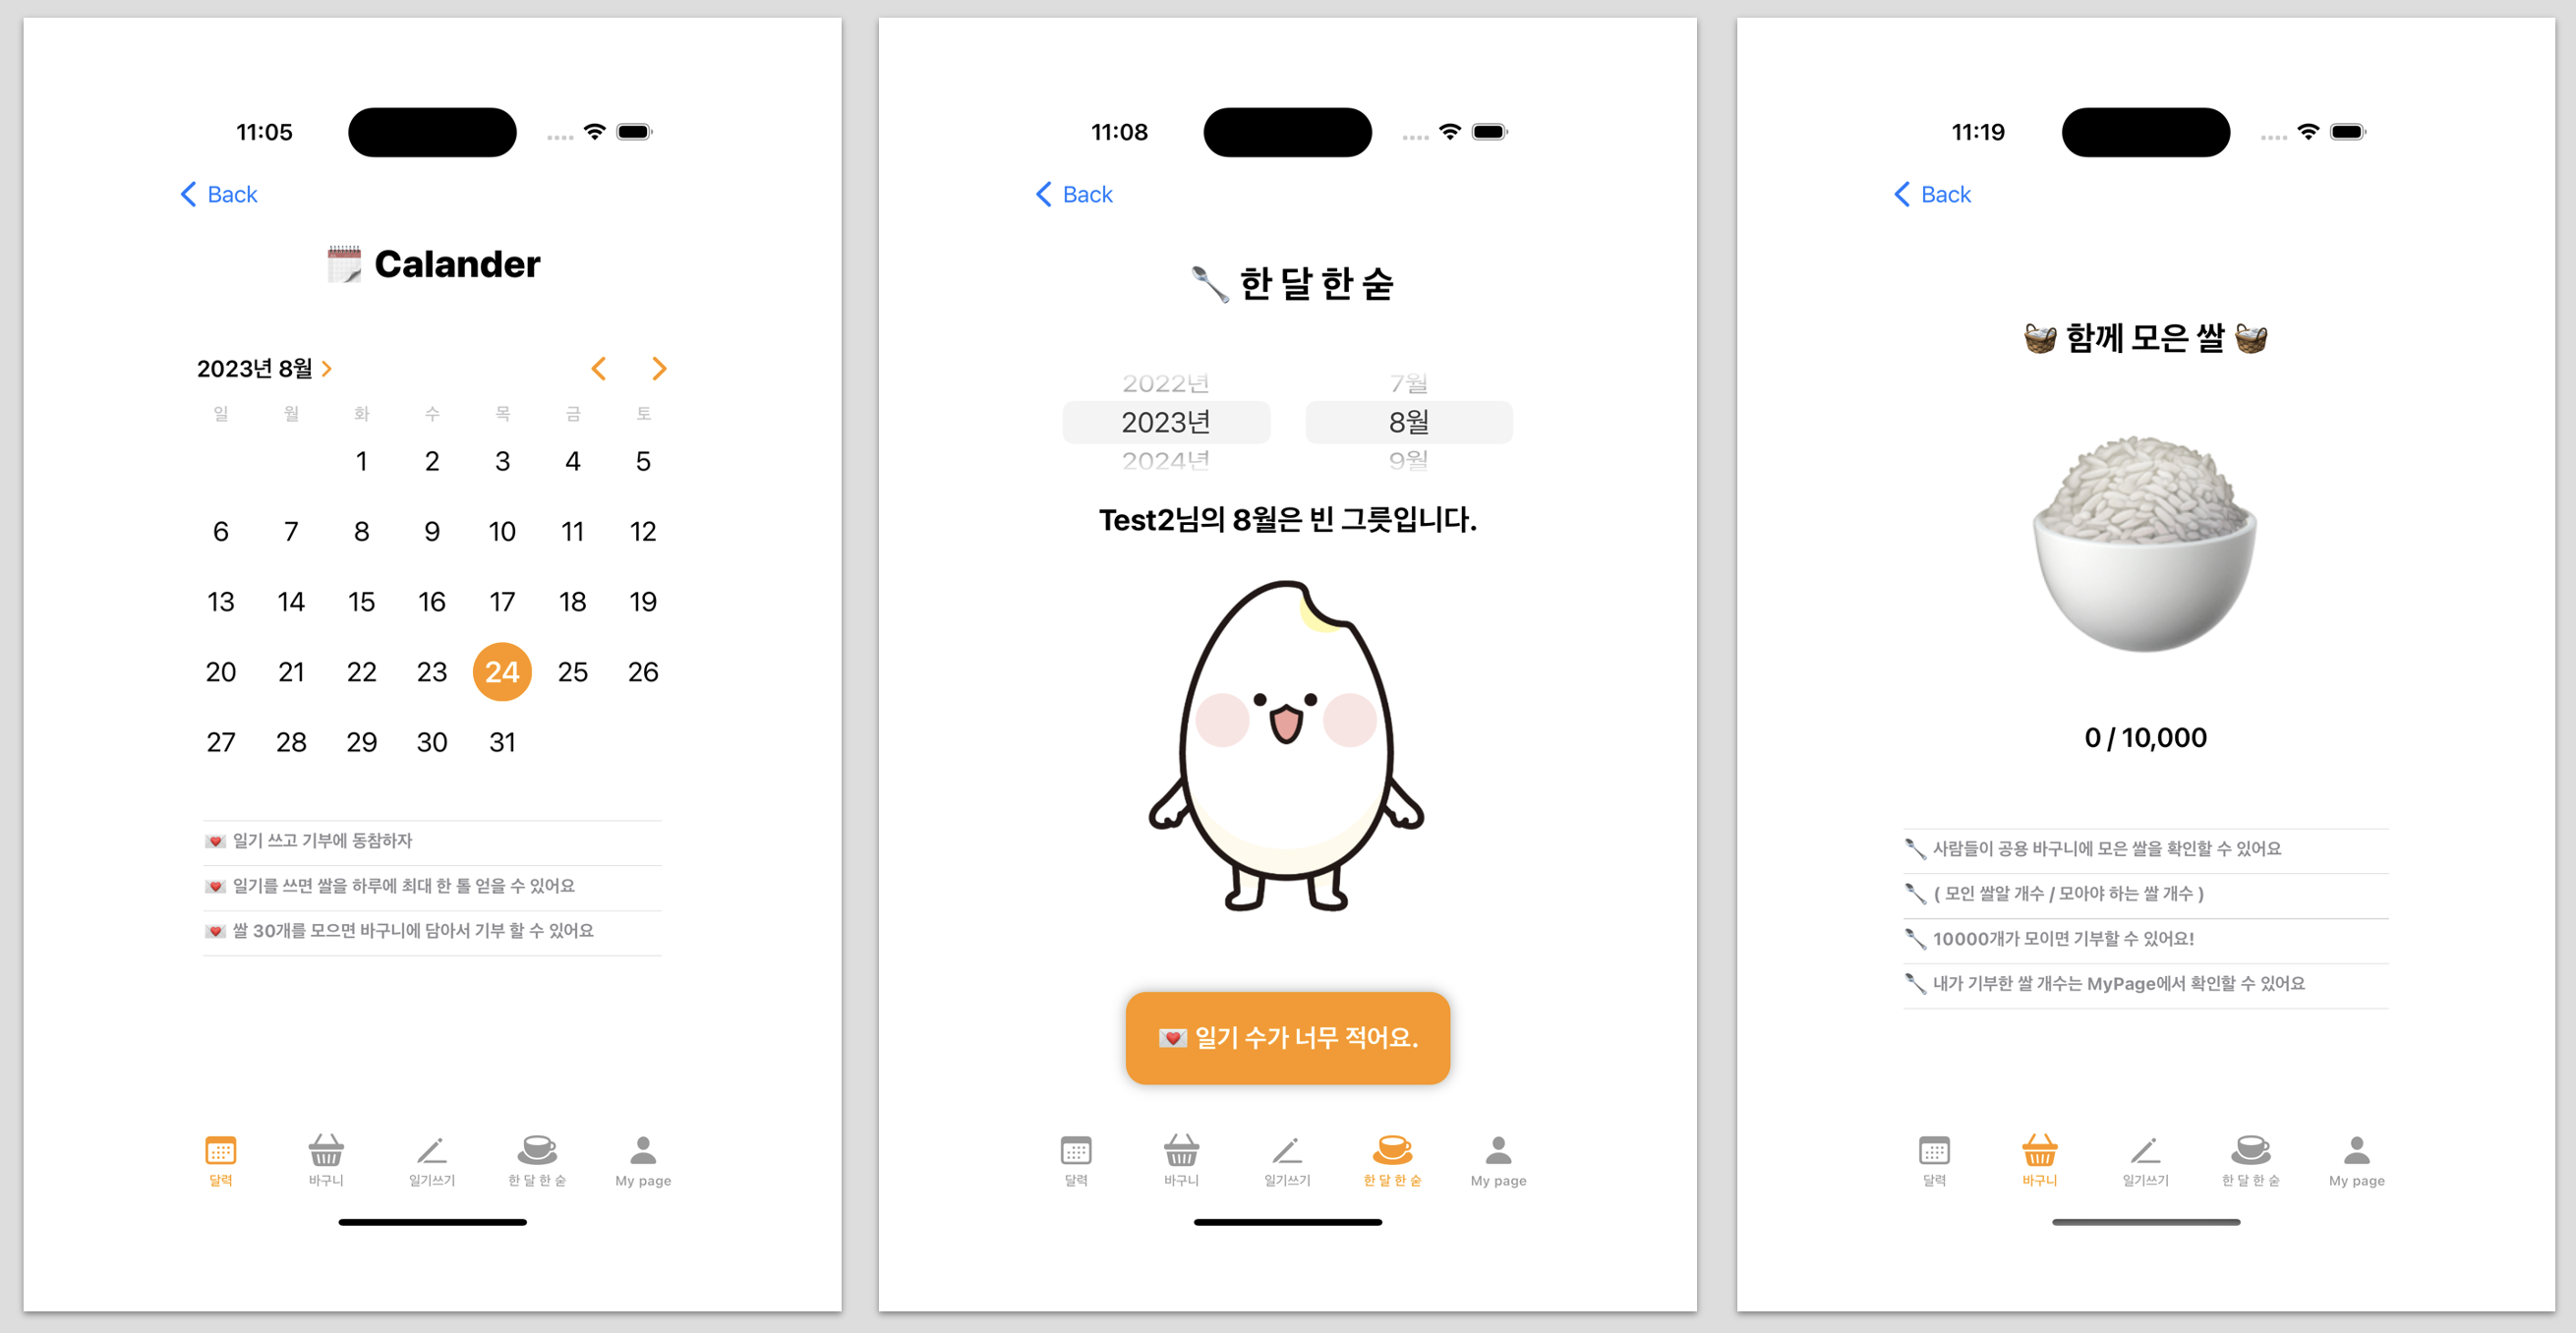 11:05
Back
Calander
2023년 8월
일 월 화 수 목 금 토
1 2 3 4 5
6 7 8 9 10 11 12
13 14 15 16 17 18 19
20 21 22 23 24 25 26
27 28 29 30 31
일기 쓰고 기부에 동참하자
일기를 쓰면 쌀을 하루에 최대 한 톨 얻을 수 있어요
쌀 30개를 모으면 바구니에 담아서 기부 할 수 있어요
달력 바구니 일기쓰기 한 달 한 숟 My page
11:08
Back
한 달 한 숟
2022년 7월
2023년 8월
2024년 9월
Test2님의 8월은 빈 그릇입니다.
일기 수가 너무 적어요.
달력 바구니 일기쓰기 한 달 한 숟 My page
11:19
Back
함께 모은 쌀
0 / 10,000
사람들이 공용 바구니에 모은 쌀을 확인할 수 있어요
( 모인 쌀알 개수 / 모아야 하는 쌀 개수 )
10000개가 모이면 기부할 수 있어요!
내가 기부한 쌀 개수는 MyPage에서 확인할 수 있어요
달력 바구니 일기쓰기 한 달 한 숟 My page